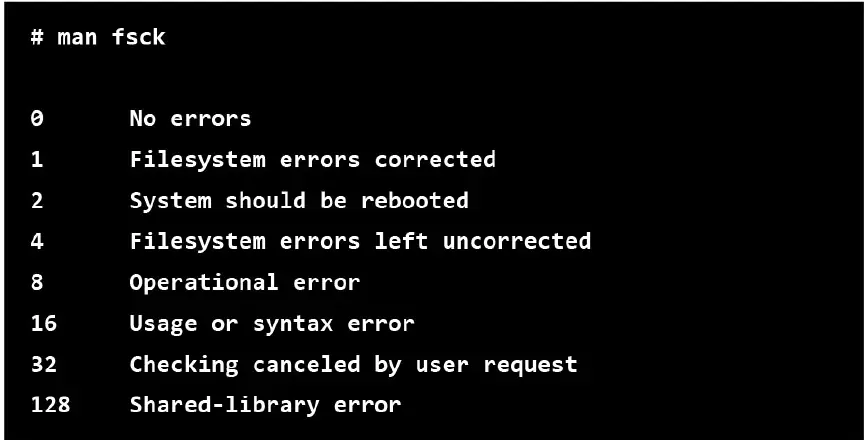 # man fsck
0 No errors
1 Filesystem errors corrected
2 System should be rebooted
4 Filesystem errors left uncorrected
8 Operational error
16 Usage or syntax error
32 Checking canceled by user request
128 Shared-library error